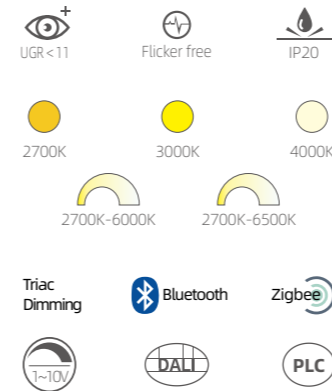 UGR<11
Flicker free
IP20
2700K
3000K
4000K
2700K-6000K
2700K-6500K
Triac
Dimming
Bluetooth
Zigbee
1~10V
DALI
PLC